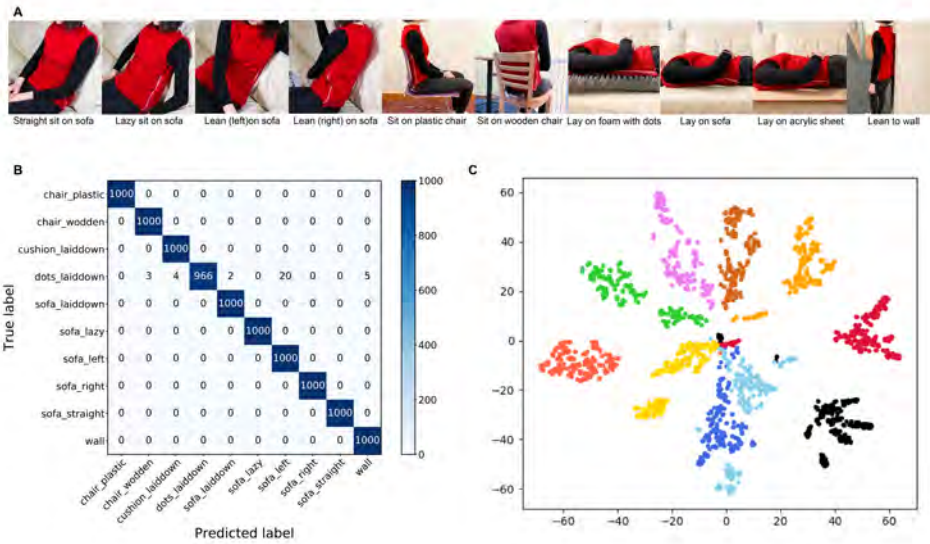 A
Straight sit on sofa Lazy sit on sofa Lean (left)on sofa Lean (right) on sofa Sit on plastic chair Sit on wooden chair Lay on foam with dots Lay on sofa Lay on acrylic sheet Lean to wall
B
True label
chair_plastic 1000 0 0 0 0 0 0 0 0 0
chair_wodden 0 1000 0 0 0 0 0 0 0 0
cushion_laiddown 0 0 1000 0 0 0 0 0 0 0
dots_laiddown 0 3 4 966 2 0 20 0 0 5
sofa_laiddown 0 0 0 0 1000 0 0 0 0 0
sofa_lazy 0 0 0 0 0 1000 0 0 0 0
sofa_left 0 0 0 0 0 0 1000 0 0 0
sofa_right 0 0 0 0 0 0 0 1000 0 0
sofa_straight 0 0 0 0 0 0 0 0 1000 0
wall 0 0 0 0 0 0 0 0 0 1000
chair_plastic chair_wodden cushion_laiddown dots_laiddown sofa_laiddown sofa_lazy sofa_left sofa_right sofa_straight wall
Predicted label
1000
800
600
400
200
0
C
60
40
20
0
−20
−40
−60
−60 −40 −20 0 20 40 60